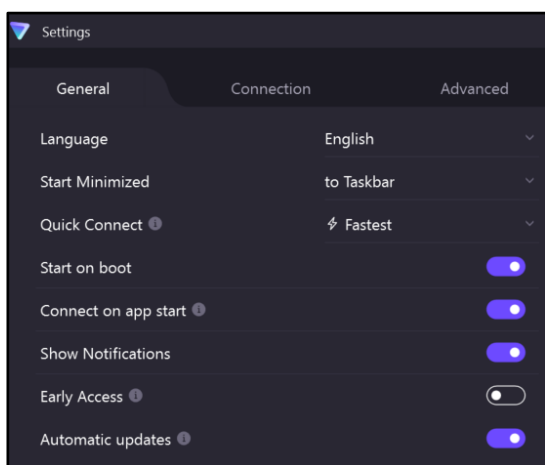 Settings
General Connection Advanced
Language English
Start Minimized to Taskbar
Quick Connect Fastest
Start on boot
Connect on app start
Show Notifications
Early Access
Automatic updates